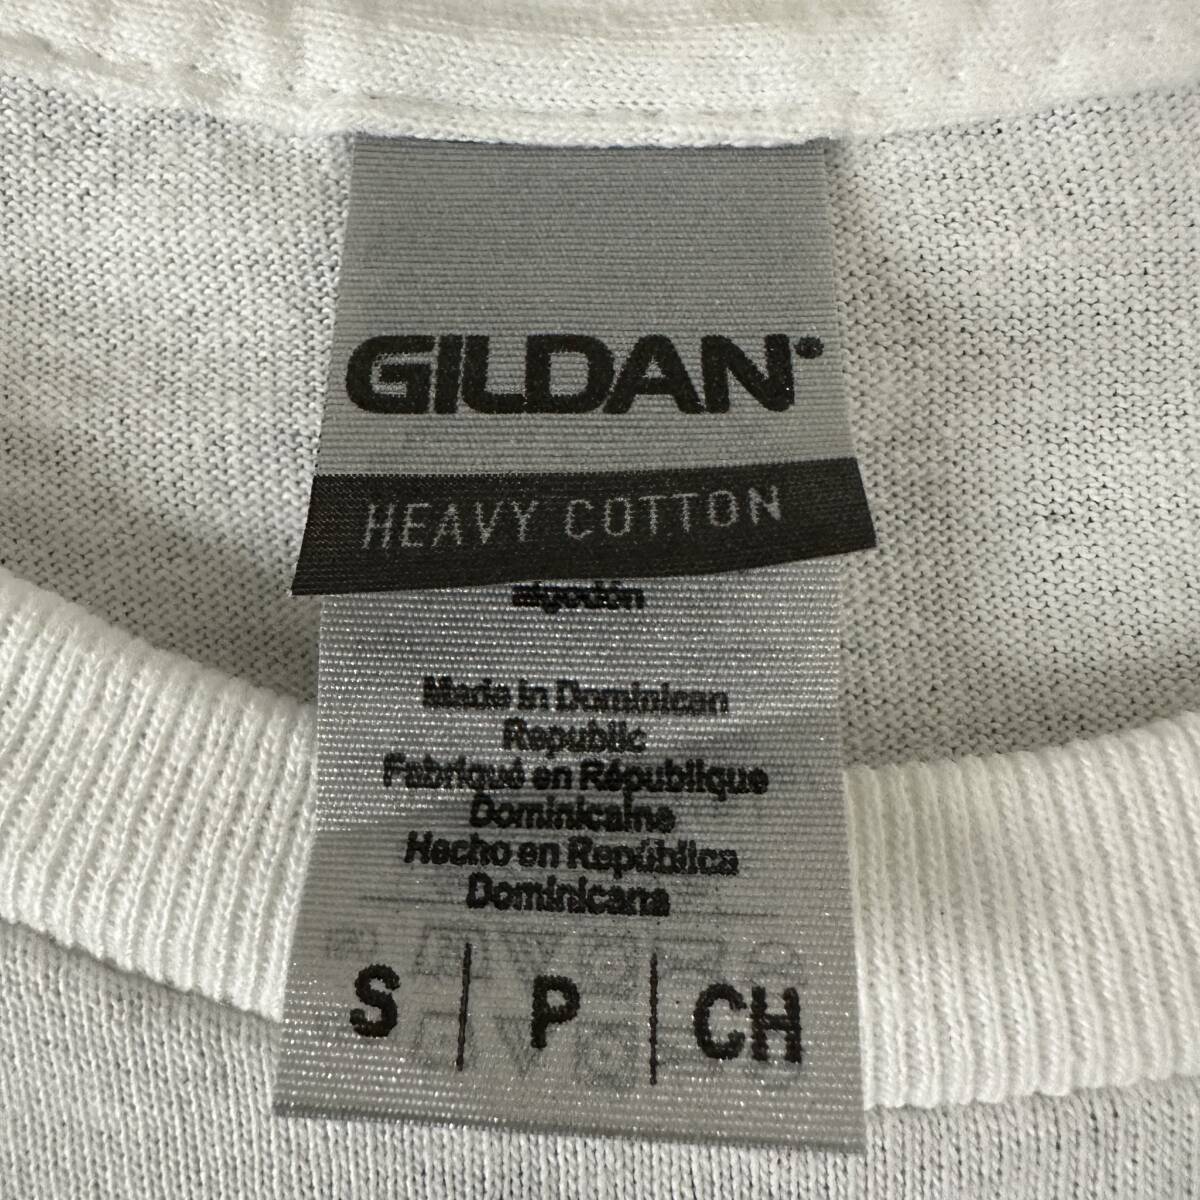 GILDAN
HEAVY COTTON
algodón
Made in Dominican
Republic
Fabriqué en République
Dominicaine
Hecho en República
Dominicana
S | P | CH